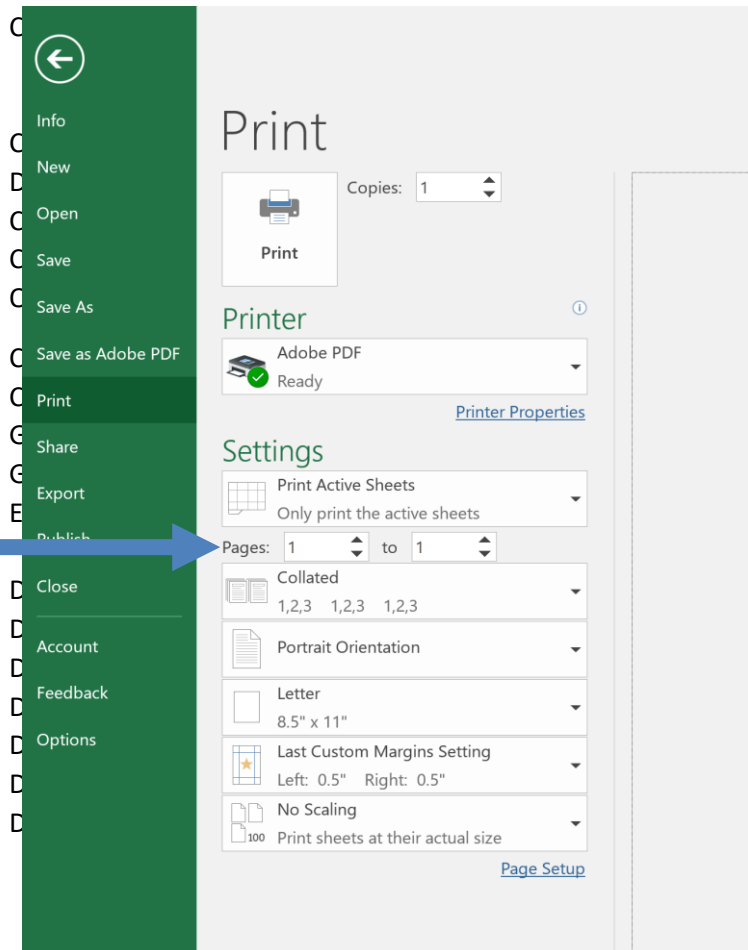 Info
New
Open
Save
Save As
Save as Adobe PDF
Print
Share
Export
Publish
Close
Account
Feedback
Options
Print
Copies: 1
Print
Printer
Adobe PDF
Ready
Printer Properties
Settings
Print Active Sheets
Only print the active sheets
Pages: 1 to 1
Collated
1,2,3 1,2,3 1,2,3
Portrait Orientation
Letter
8.5" x 11"
Last Custom Margins Setting
Left: 0.5" Right: 0.5"
No Scaling
100 Print sheets at their actual size
Page Setup